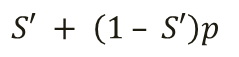 S′ + (1 – S′)p